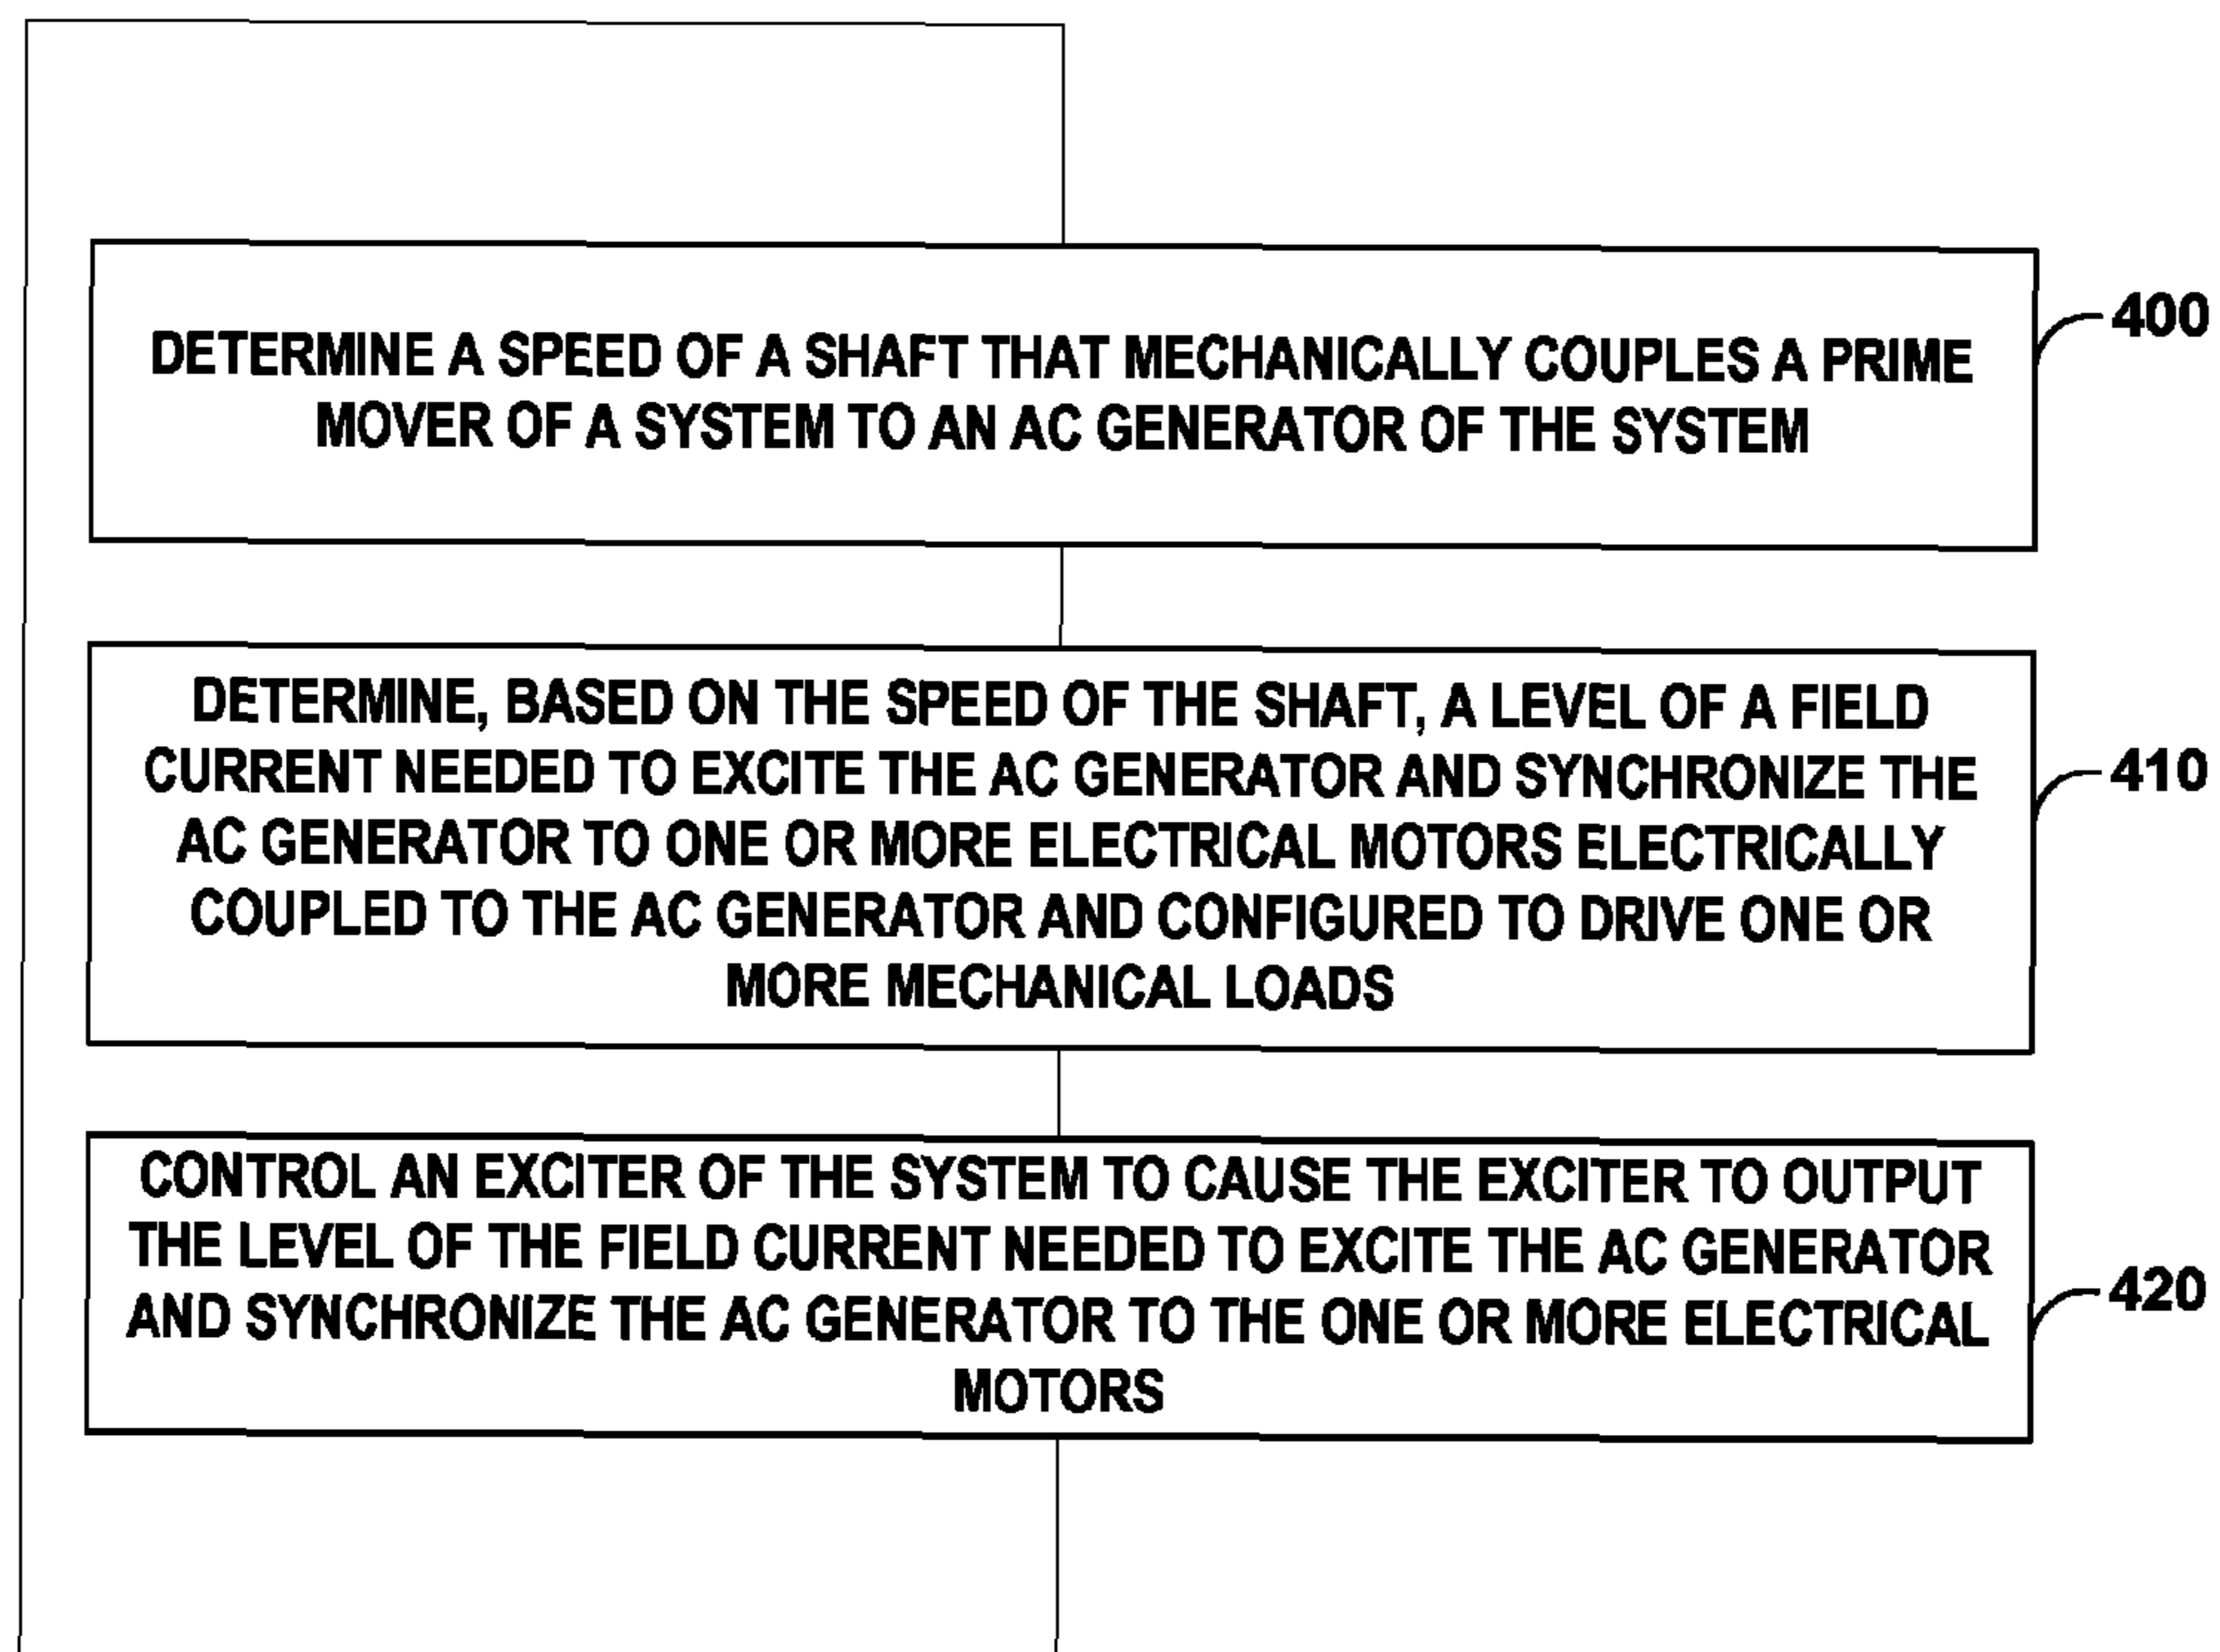 DETERMINE A SPEED OF A SHAFT THAT MECHANICALLY COUPLES A PRIME
MOVER OF A SYSTEM TO AN AC GENERATOR OF THE SYSTEM
400
DETERMINE, BASED ON THE SPEED OF THE SHAFT, A LEVEL OF A FIELD
CURRENT NEEDED TO EXCITE THE AC GENERATOR AND SYNCHRONIZE THE
AC GENERATOR TO ONE OR MORE ELECTRICAL MOTORS ELECTRICALLY
COUPLED TO THE AC GENERATOR AND CONFIGURED TO DRIVE ONE OR
MORE MECHANICAL LOADS
410
CONTROL AN EXCITER OF THE SYSTEM TO CAUSE THE EXCITER TO OUTPUT
THE LEVEL OF THE FIELD CURRENT NEEDED TO EXCITE THE AC GENERATOR
AND SYNCHRONIZE THE AC GENERATOR TO THE ONE OR MORE ELECTRICAL
MOTORS
420